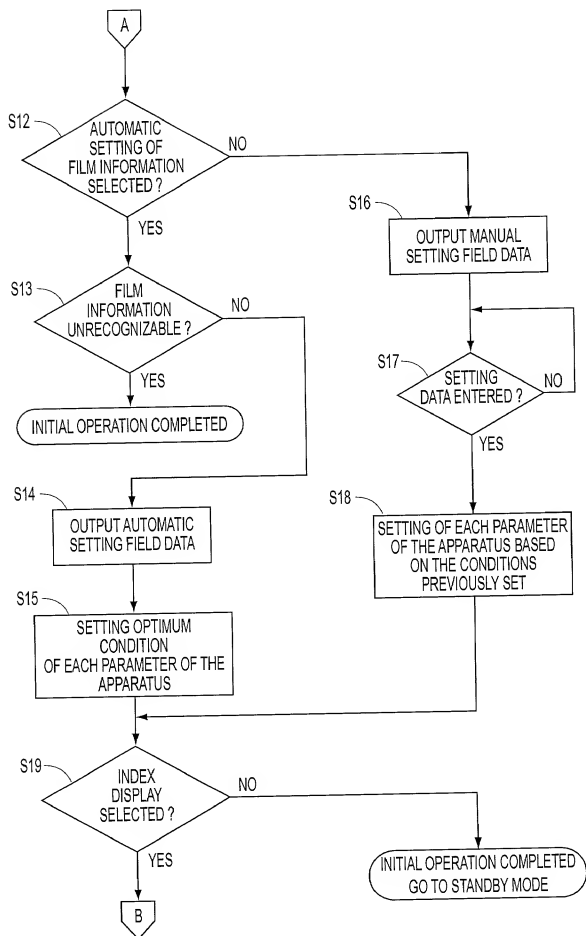 A
S12
AUTOMATIC
SETTING OF
FILM INFORMATION
SELECTED ?
NO
YES
S16
OUTPUT MANUAL
SETTING FIELD DATA
S13
FILM
INFORMATION
UNRECOGNIZABLE ?
NO
YES
INITIAL OPERATION COMPLETED
S17
SETTING
DATA ENTERED ?
NO
YES
S14
OUTPUT AUTOMATIC
SETTING FIELD DATA
S18
SETTING OF EACH PARAMETER
OF THE APPARATUS BASED
ON THE CONDITIONS
PREVIOUSLY SET
S15
SETTING OPTIMUM
CONDITION
OF EACH PARAMETER OF THE
APPARATUS
S19
INDEX
DISPLAY
SELECTED ?
NO
YES
INITIAL OPERATION COMPLETED
GO TO STANDBY MODE
B